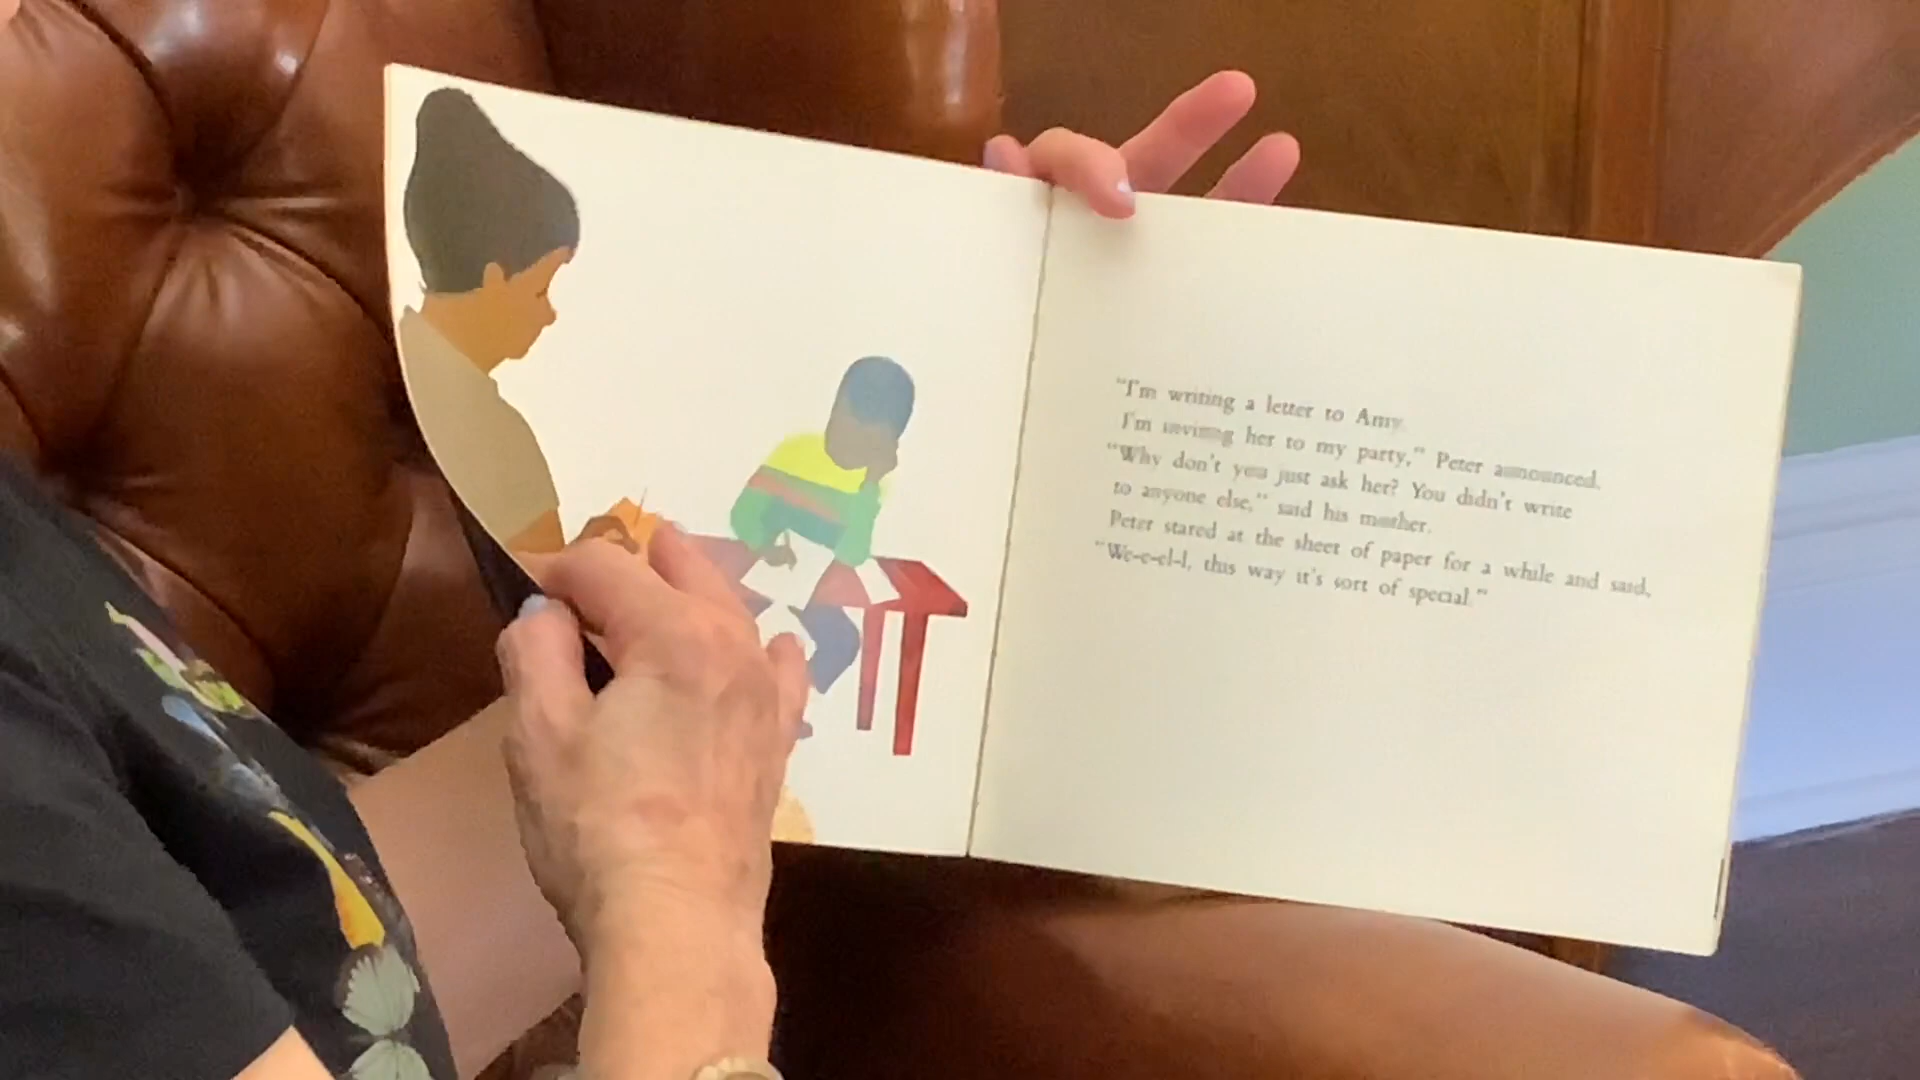 "I'm writing a letter to Amy.
I'm inviting her to my party," Peter announced.
"Why don't you just ask her? You didn't write
to anyone else," said his mother.
Peter stared at the sheet of paper for a while and said,
"We-e-el-l, this way it's sort of special."